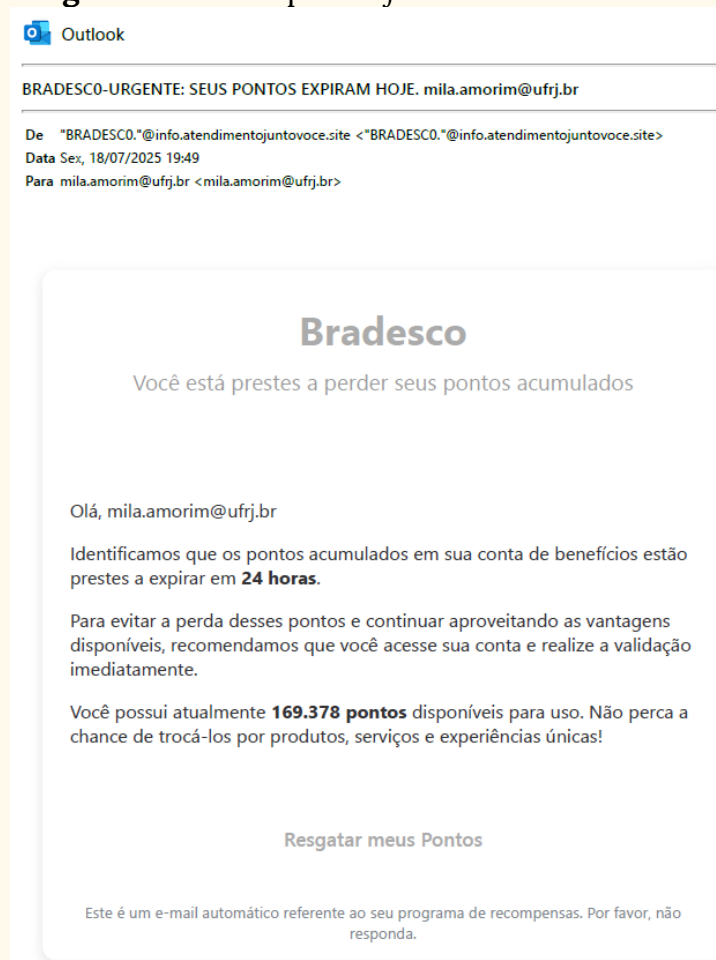 Outlook
BRADESC0-URGENTE: SEUS PONTOS EXPIRAM HOJE. mila.amorim@ufrj.br
De "BRADESC0."@info.atendimentojuntovoce.site <"BRADESC0."@info.atendimentojuntovoce.site>
Data Sex, 18/07/2025 19:49
Para mila.amorim@ufrj.br <mila.amorim@ufrj.br>
Bradesco
Você está prestes a perder seus pontos acumulados
Olá, mila.amorim@ufrj.br
Identificamos que os pontos acumulados em sua conta de benefícios estão
prestes a expirar em 24 horas.
Para evitar a perda desses pontos e continuar aproveitando as vantagens
disponíveis, recomendamos que você acesse sua conta e realize a validação
imediatamente.
Você possui atualmente 169.378 pontos disponíveis para uso. Não perca a
chance de trocá-los por produtos, serviços e experiências únicas!
Resgatar meus Pontos
Este é um e-mail automático referente ao seu programa de recompensas. Por favor, não
responda.